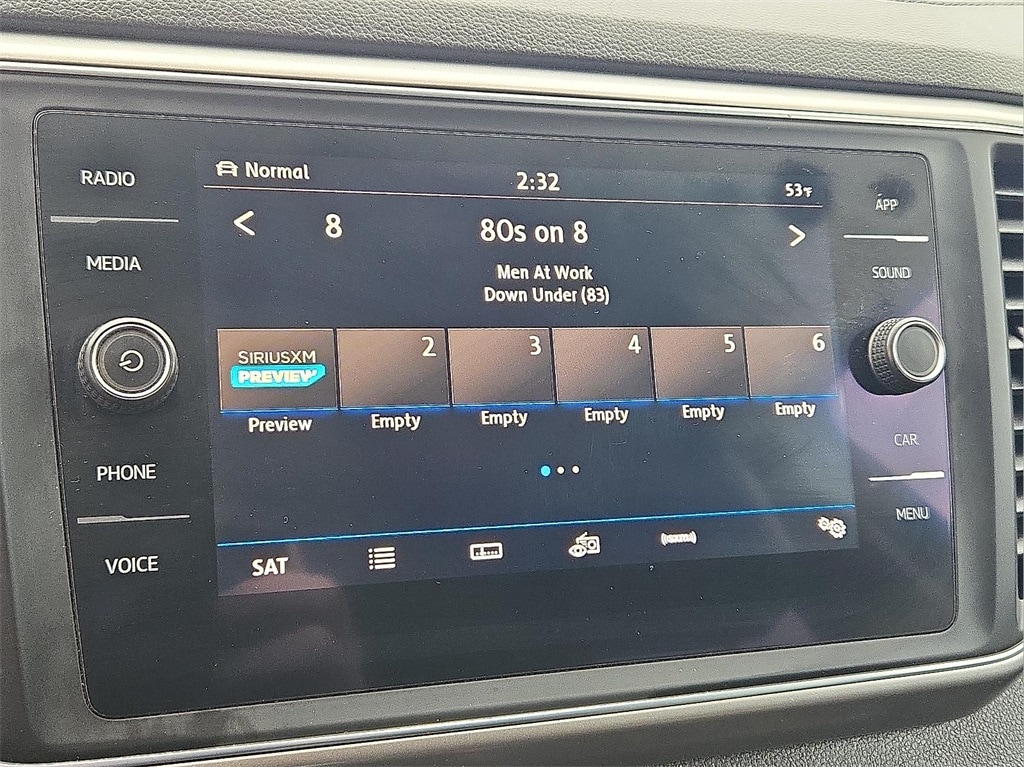 RADIO
MEDIA
PHONE
VOICE
Normal
2:32
53°F
8
80s on 8
Men At Work
Down Under (83)
SIRIUSXM
PREVIEW
2
3
4
5
6
Preview
Empty
Empty
Empty
Empty
Empty
SAT
APP
SOUND
CAR
MENU